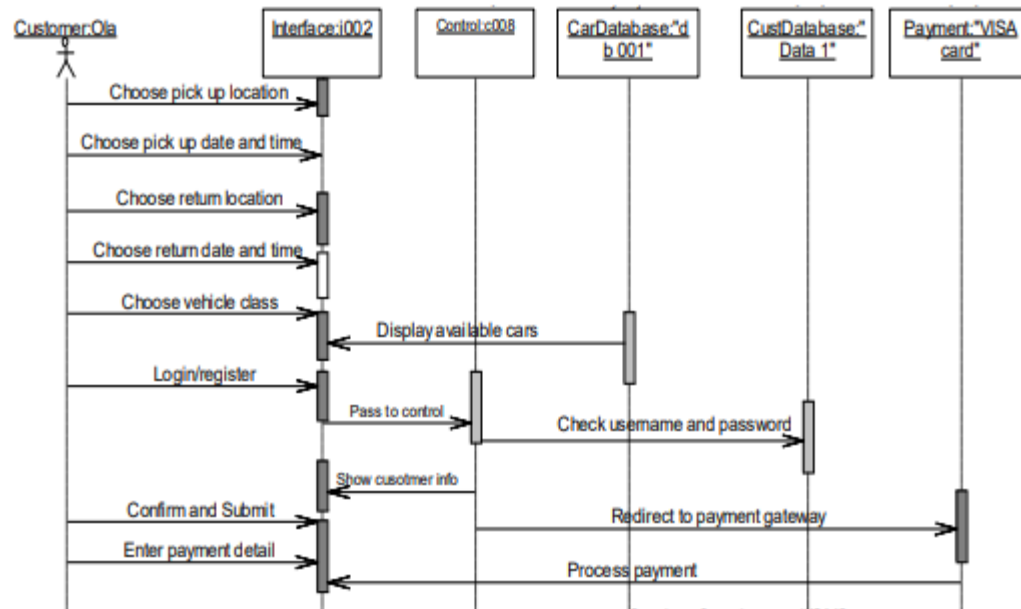 Customer:Ola
Interface:i002
Control:c008
CarDatabase:"d
b 001"
CustDatabase:"
Data 1"
Payment:"VISA
card"
Choose pick up location
Choose pick up date and time
Choose return location
Choose return date and time
Choose vehicle class
Display available cars
Login/register
Pass to control
Check username and password
Show cusotmer info
Confirm and Submit
Redirect to payment gateway
Enter payment detail
Process payment